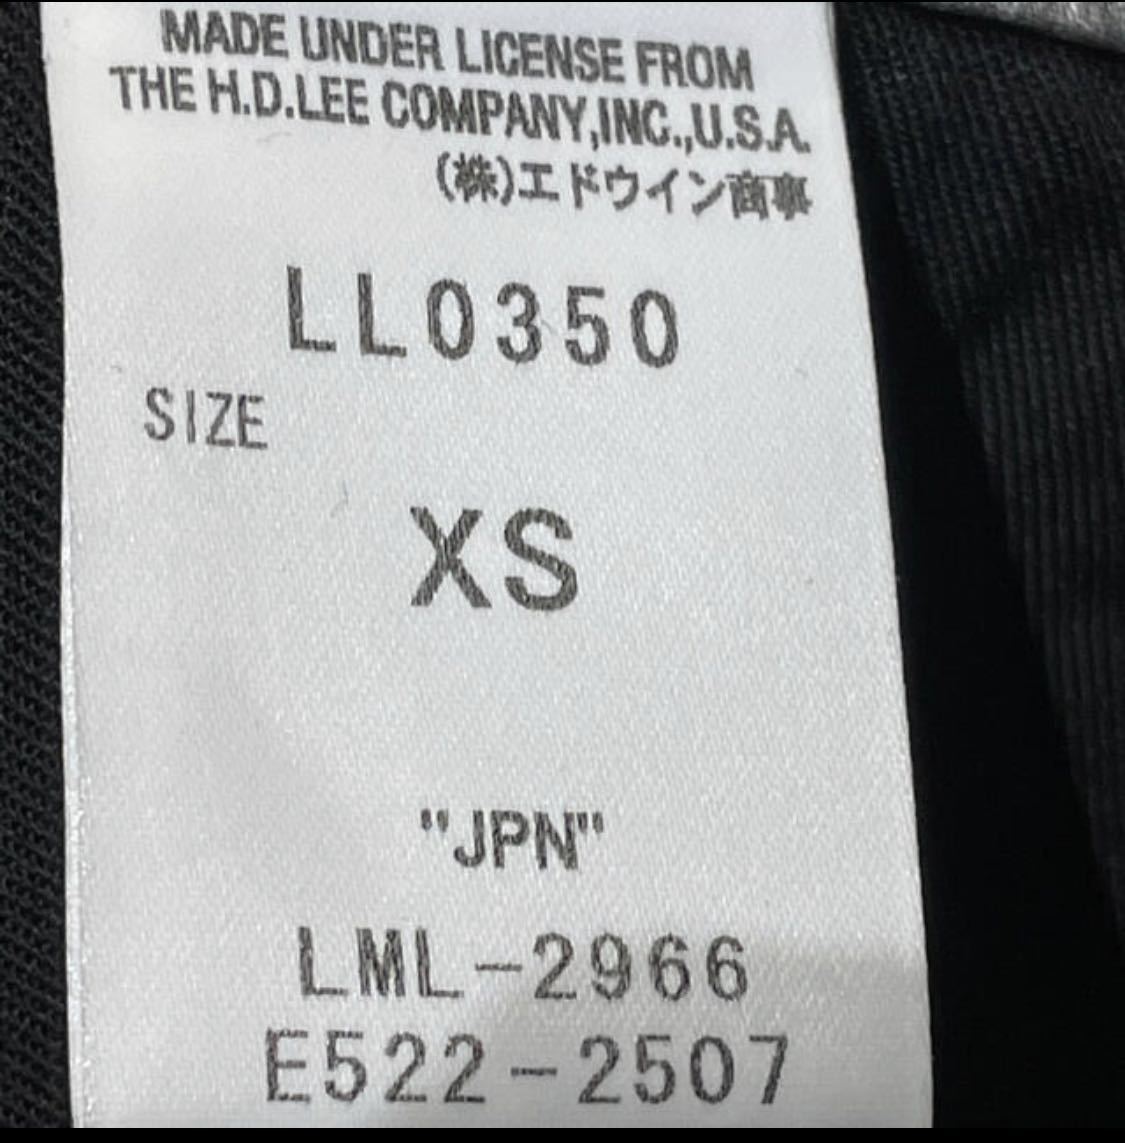 MADE UNDER LICENSE FROM
THE H.D.LEE COMPANY,INC.,U.S.A.
(株)エドウイン商事
LL0350
SIZE
XS
"JPN"
LML-2966
E522-2507